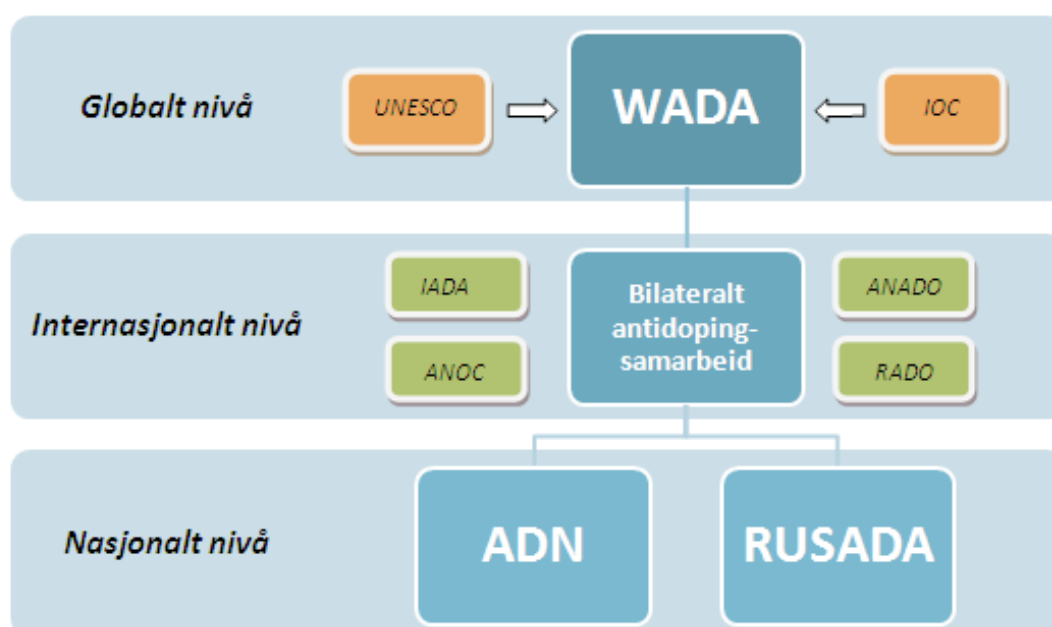 Globalt nivå
UNESCO
WADA
IOC
Internasjonalt nivå
IADA
ANOC
Bilateralt
antidoping-
samarbeid
ANADO
RADO
Nasjonalt nivå
ADN
RUSADA